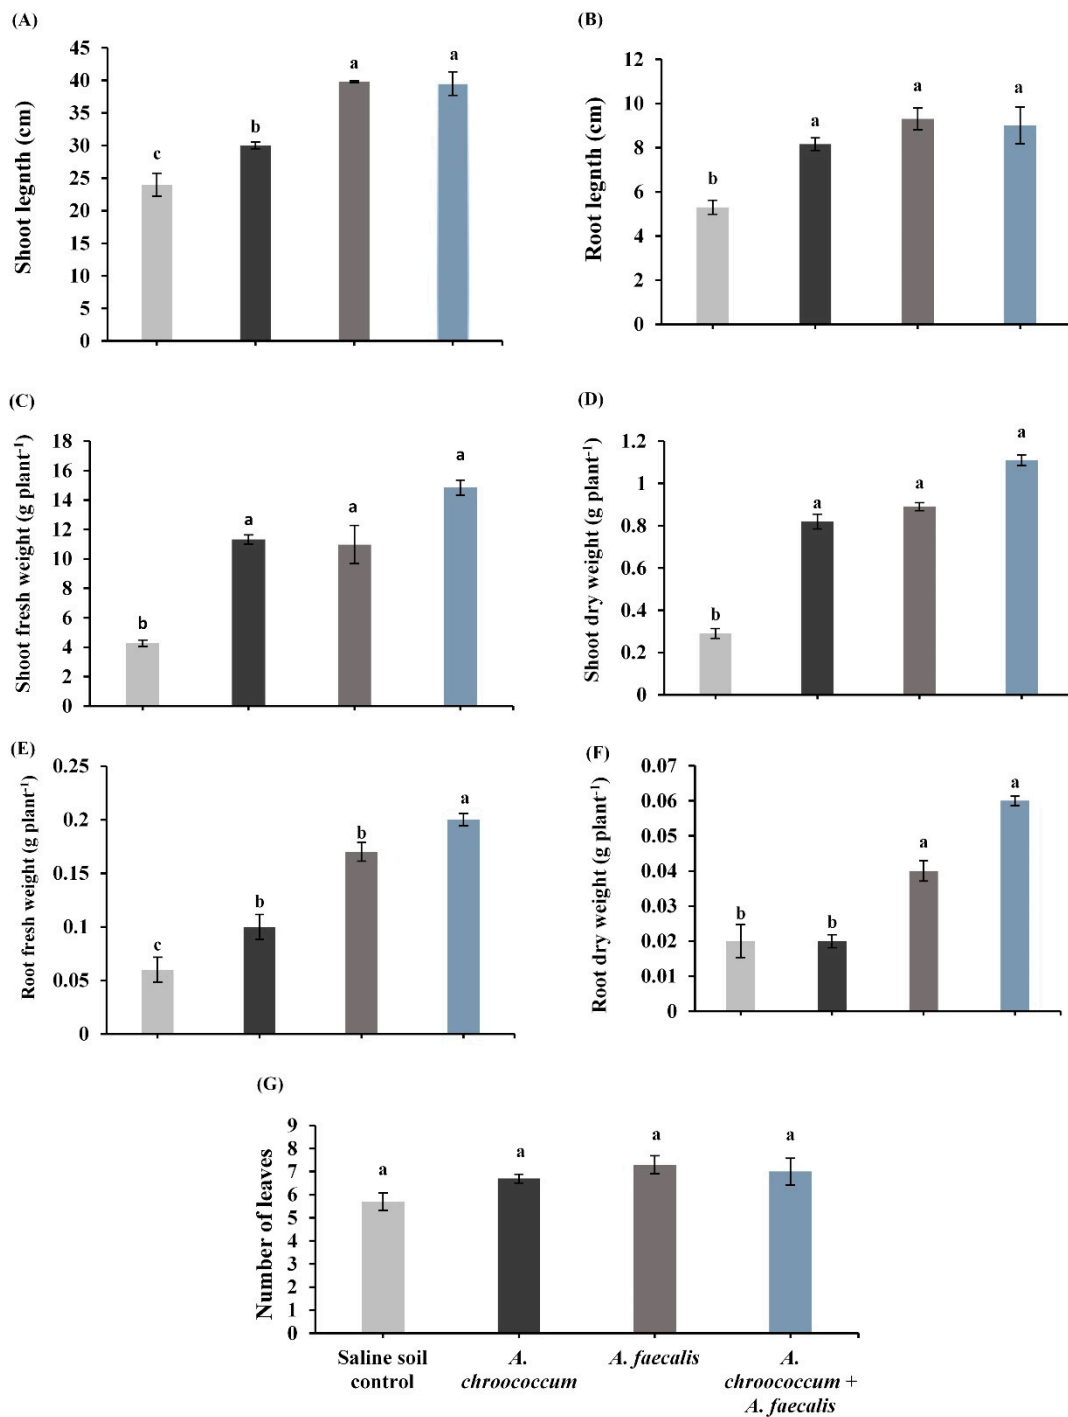 (A)
45
40
35
30
25
20
15
10
5
0
Shoot legnth (cm)
c
b
a
a
(B)
12
10
8
6
4
2
0
Root legnth (cm)
b
a
a
a
(C)
18
16
14
12
10
8
6
4
2
0
Shoot fresh weight (g plant⁻¹)
b
a
a
a
(D)
1.2
1
0.8
0.6
0.4
0.2
0
Shoot dry weight (g plant⁻¹)
b
a
a
a
(E)
0.25
0.2
0.15
0.1
0.05
0
Root fresh weight (g plant⁻¹)
c
b
b
a
(F)
0.07
0.06
0.05
0.04
0.03
0.02
0.01
0
Root dry weight (g plant⁻¹)
b
b
a
a
(G)
9
8
7
6
5
4
3
2
1
0
Number of leaves
a
a
a
a
Saline soil
control
A.
chroococcum
A. faecalis
A.
chroococcum +
A. faecalis